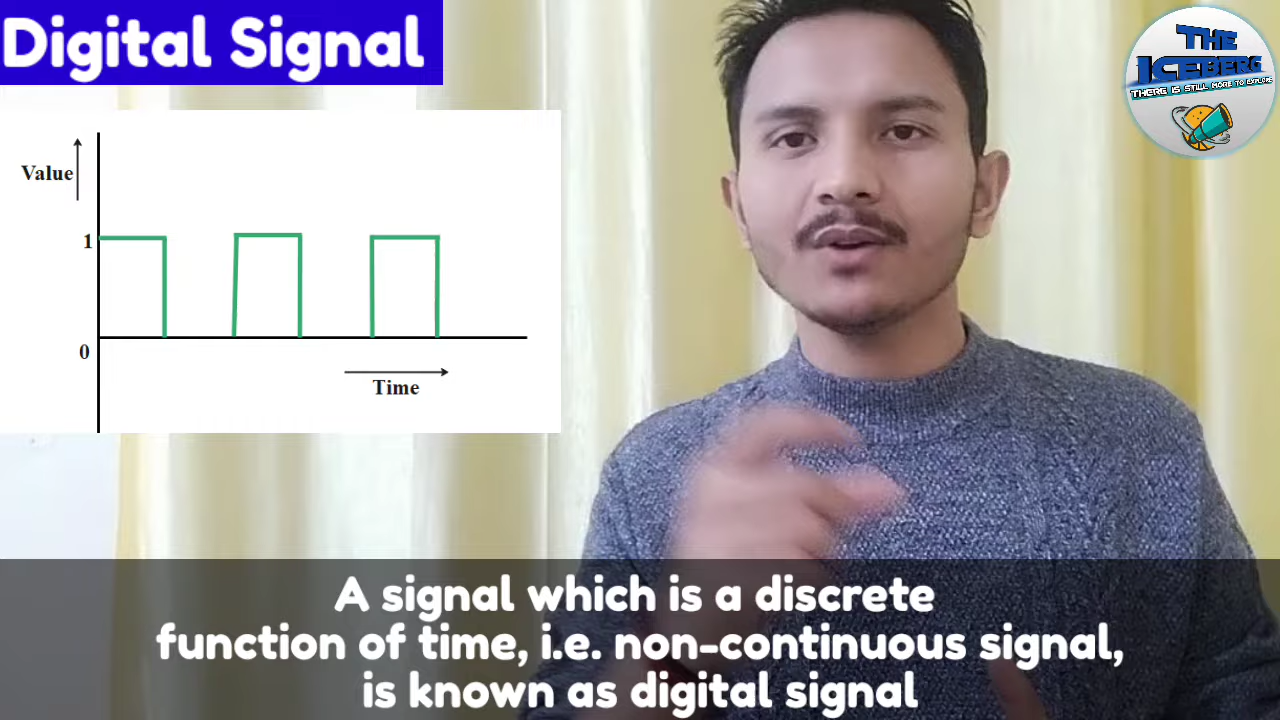 Digital Signal
THE
ICEBERG
THERE IS STILL MORE TO EXPLORE
Value
1
0
Time
A signal which is a discrete
function of time, i.e. non-continuous signal,
is known as digital signal